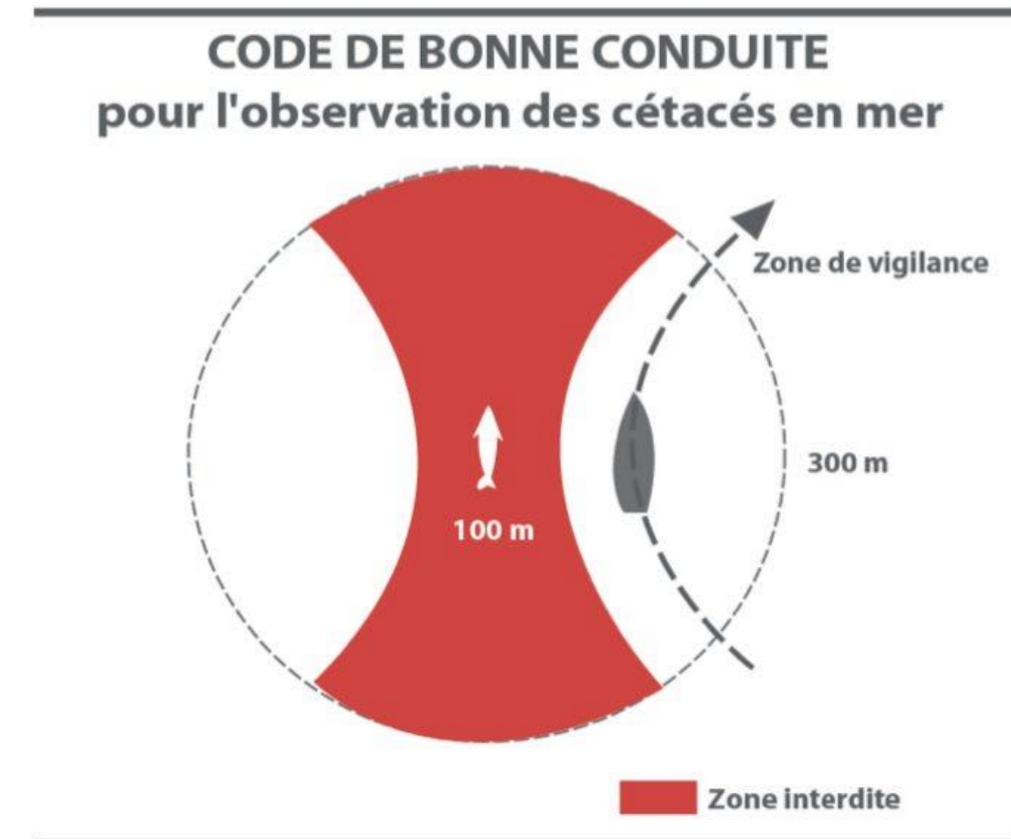 CODE DE BONNE CONDUITE
pour l'observation des cétacés en mer
Zone de vigilance
300 m
100 m
Zone interdite